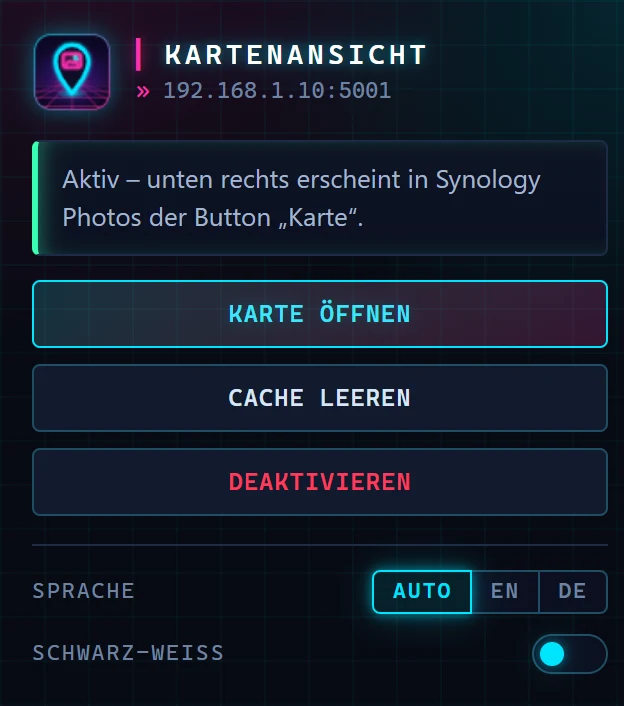 KARTENANSICHT
» 192.168.1.10:5001
Aktiv – unten rechts erscheint in Synology
Photos der Button „Karte“.
KARTE ÖFFNEN
CACHE LEEREN
DEAKTIVIEREN
SPRACHE AUTO EN DE
SCHWARZ-WEISS